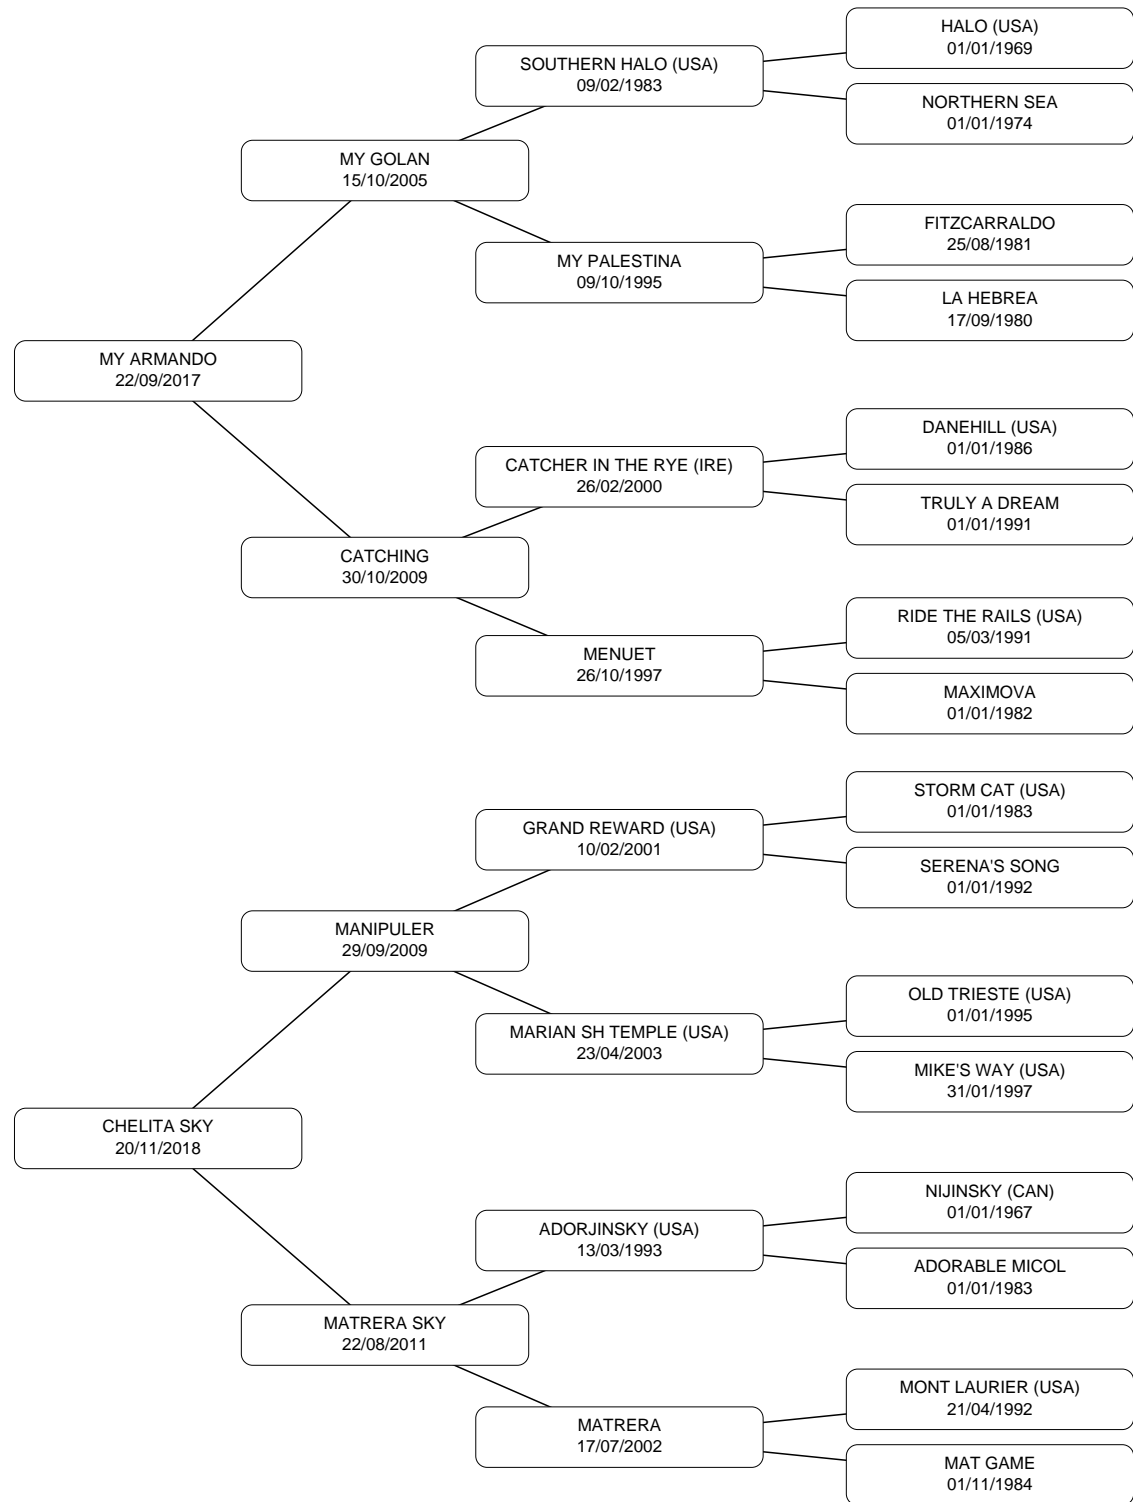 HALO (USA)
01/01/1969
SOUTHERN HALO (USA)
09/02/1983
NORTHERN SEA
01/01/1974
MY GOLAN
15/10/2005
FITZCARRALDO
25/08/1981
MY PALESTINA
09/10/1995
LA HEBREA
17/09/1980
MY ARMANDO
22/09/2017
DANEHILL (USA)
01/01/1986
CATCHER IN THE RYE (IRE)
26/02/2000
TRULY A DREAM
01/01/1991
CATCHING
30/10/2009
RIDE THE RAILS (USA)
05/03/1991
MENUET
26/10/1997
MAXIMOVA
01/01/1982
STORM CAT (USA)
01/01/1983
GRAND REWARD (USA)
10/02/2001
SERENA'S SONG
01/01/1992
MANIPULER
29/09/2009
OLD TRIESTE (USA)
01/01/1995
MARIAN SH TEMPLE (USA)
23/04/2003
MIKE'S WAY (USA)
31/01/1997
CHELITA SKY
20/11/2018
NIJINSKY (CAN)
01/01/1967
ADORJINSKY (USA)
13/03/1993
ADORABLE MICOL
01/01/1983
MATRERA SKY
22/08/2011
MONT LAURIER (USA)
21/04/1992
MATRERA
17/07/2002
MAT GAME
01/11/1984